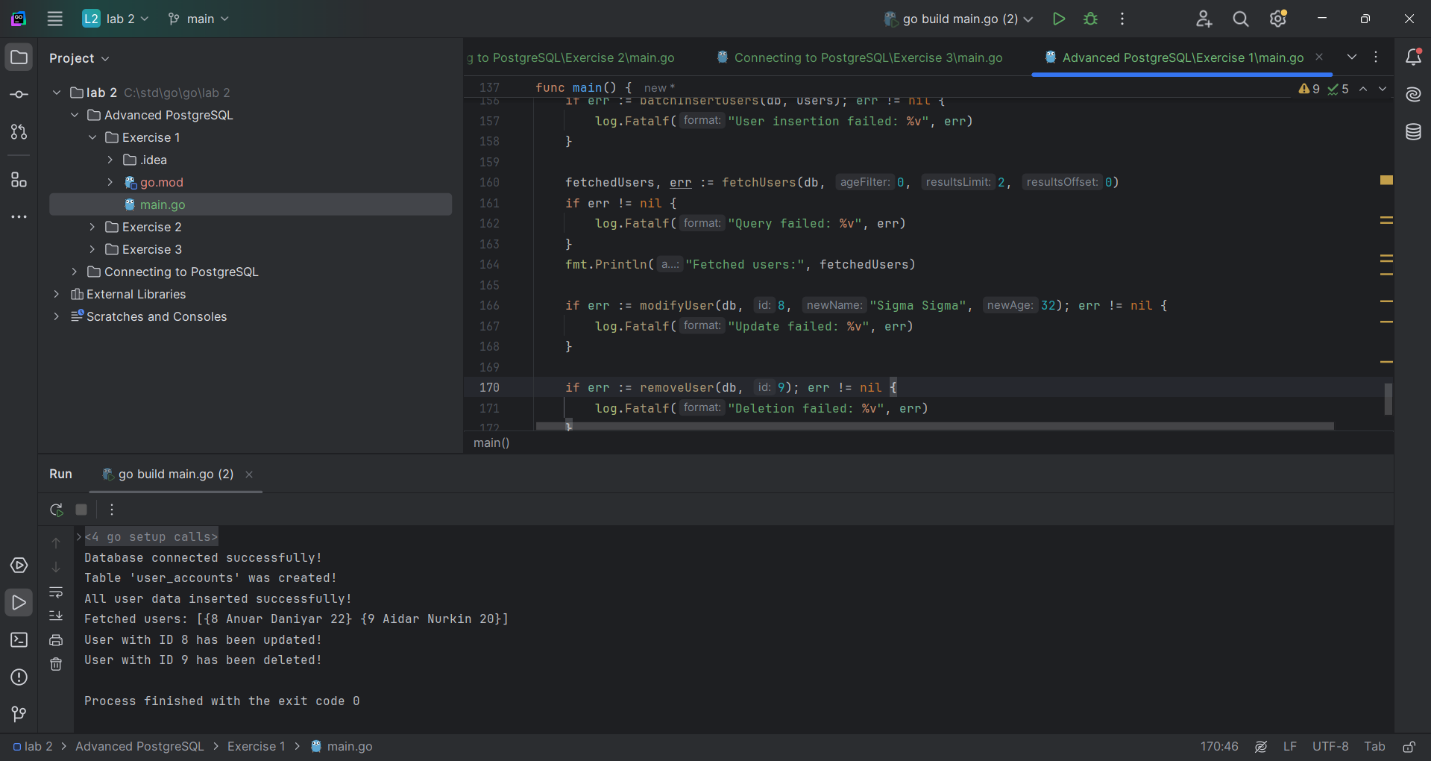 L2 lab 2 main go build main.go (2)
Project
g to PostgreSQL\Exercise 2\main.go Connecting to PostgreSQL\Exercise 3\main.go Advanced PostgreSQL\Exercise 1\main.go
lab 2 C:\std\go\go\lab 2
Advanced PostgreSQL
Exercise 1
.idea
go.mod
main.go
Exercise 2
Exercise 3
Connecting to PostgreSQL
External Libraries
Scratches and Consoles
137 func main() { new *
9 5
156 if err := batchInsertUsers(db, users); err != nil {
157 log.Fatalf( format: "User insertion failed: %v", err)
158 }
159
160 fetchedUsers, err := fetchUsers(db, ageFilter: 0, resultsLimit: 2, resultsOffset: 0)
161 if err != nil {
162 log.Fatalf( format: "Query failed: %v", err)
163 }
164 fmt.Println( a...: "Fetched users:", fetchedUsers)
165
166 if err := modifyUser(db, id: 8, newName: "Sigma Sigma", newAge: 32); err != nil {
167 log.Fatalf( format: "Update failed: %v", err)
168 }
169
170 if err := removeUser(db, id: 9); err != nil {
171 log.Fatalf( format: "Deletion failed: %v", err)
172 }
main()
Run go build main.go (2)
<4 go setup calls>
Database connected successfully!
Table 'user_accounts' was created!
All user data inserted successfully!
Fetched users: [{8 Anuar Daniyar 22} {9 Aidar Nurkin 20}]
User with ID 8 has been updated!
User with ID 9 has been deleted!
Process finished with the exit code 0
lab 2 > Advanced PostgreSQL > Exercise 1 > main.go 170:46 LF UTF-8 Tab